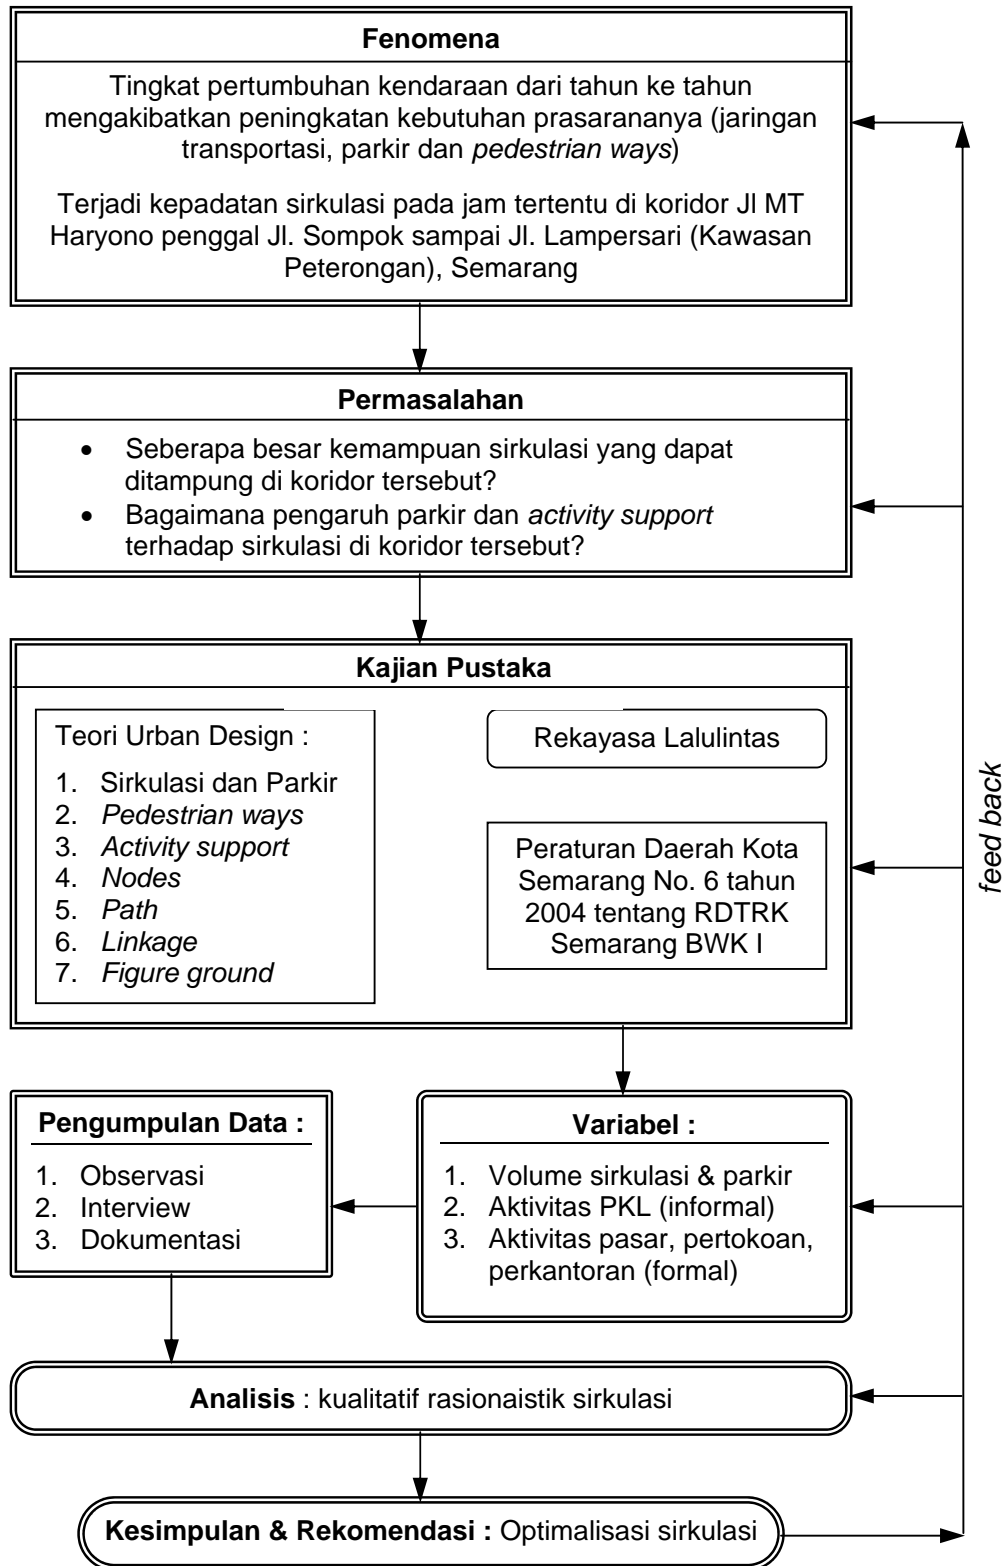 Fenomena
Tingkat pertumbuhan kendaraan dari tahun ke tahun
mengakibatkan peningkatan kebutuhan prasarananya (jaringan
transportasi, parkir dan pedestrian ways)
Terjadi kepadatan sirkulasi pada jam tertentu di koridor Jl MT
Haryono penggal Jl. Sompok sampai Jl. Lampersari (Kawasan
Peterongan), Semarang
Permasalahan
• Seberapa besar kemampuan sirkulasi yang dapat
ditampung di koridor tersebut?
• Bagaimana pengaruh parkir dan activity support
terhadap sirkulasi di koridor tersebut?
Kajian Pustaka
Teori Urban Design :
1. Sirkulasi dan Parkir
2. Pedestrian ways
3. Activity support
4. Nodes
5. Path
6. Linkage
7. Figure ground
Rekayasa Lalulintas
Peraturan Daerah Kota
Semarang No. 6 tahun
2004 tentang RDTRK
Semarang BWK I
feed back
Pengumpulan Data :
1. Observasi
2. Interview
3. Dokumentasi
Variabel :
1. Volume sirkulasi & parkir
2. Aktivitas PKL (informal)
3. Aktivitas pasar, pertokoan,
perkantoran (formal)
Analisis : kualitatif rasionaistik sirkulasi
Kesimpulan & Rekomendasi : Optimalisasi sirkulasi